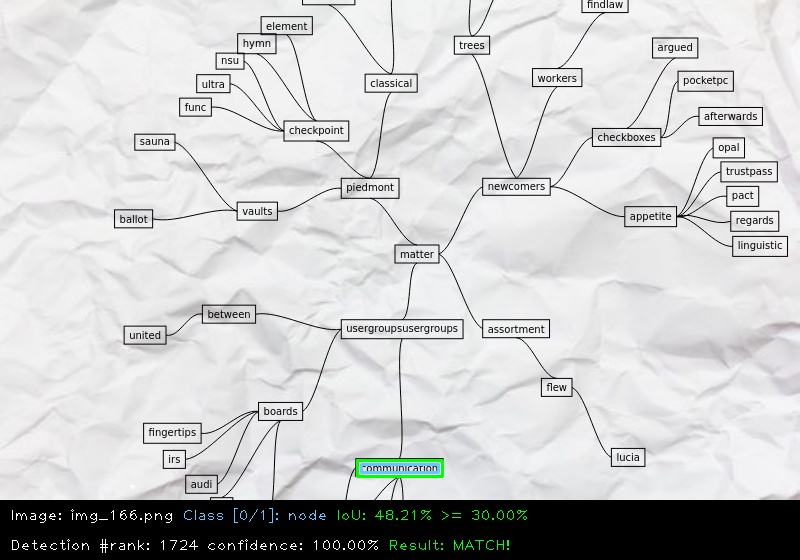 findlaw
element
hymn
trees
argued
nsu
workers
pocketpc
ultra
classical
func
afterwards
checkpoint
checkboxes
sauna
opal
trustpass
piedmont
newcomers
pact
vaults
appetite
ballot
regards
linguistic
matter
between
united
usergroupsusergroups
assortment
flew
boards
fingertips
lucia
irs
communication
audi
Image: img_166.png Class [0/1]: node IoU: 48.21% >= 30.00%
Detection #rank: 1724 confidence: 100.00% Result: MATCH!